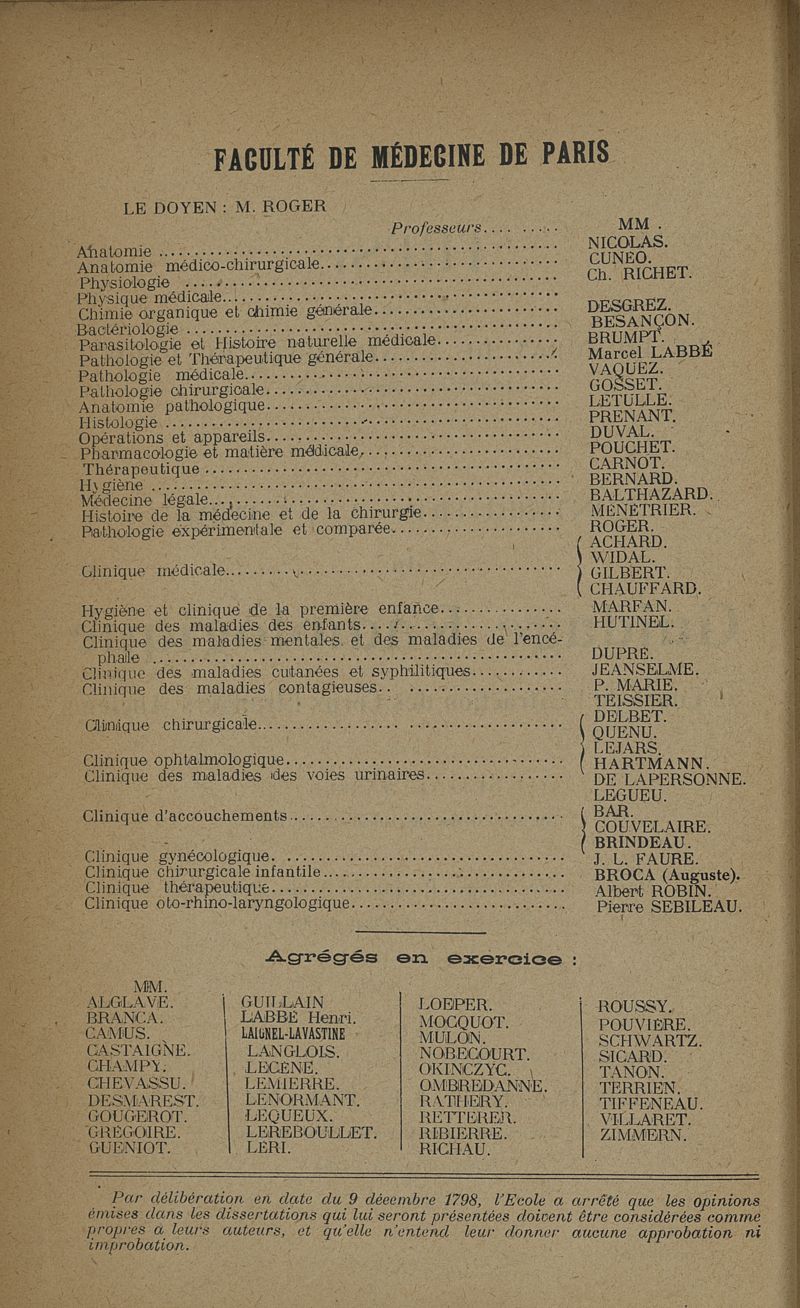 FACULTÉ DE MÉDECINE DE PARIS
LE DOYEN : M. ROGER
Professeurs.......... MM .
Anatomie .......... NICOLAS.
Anatomie médico-chirurgicale.......... CUNEO.
Physiologie .......... Ch. RICHET.
Physique médicale..........
Chimie organique et chimie générale.......... DESGREZ.
Bactériologie .......... BESANÇON.
Parasitologie et Histoire naturelle médicale.......... BRUMPT.
Pathologie et Thérapeutique générale.......... Marcel LABBÉ
Pathologie médicale.......... VAQUEZ.
Pathologie chirurgicale.......... GOSSET.
Anatomie pathologique.......... LETULLE.
Histologie .......... PRENANT.
Opérations et appareils.......... DUVAL.
Pharmacologie et matière médicale.......... POUCHET.
Thérapeutique .......... CARNOT.
Hygiène .......... BERNARD.
Médecine légale.......... BALTHAZARD.
Histoire de la médecine et de la chirurgie.......... MENETRIER.
Pathologie expérimentale et comparée.......... ROGER.
ACHARD.
WIDAL.
Clinique médicale.......... GILBERT.
CHAUFFARD.
Hygiène et clinique de la première enfance.......... MARFAN.
Clinique des maladies des enfants.......... HUTINEL.
Clinique des maladies mentales et des maladies de l'encé-
phale .......... DUPRÉ.
Clinique des maladies cutanées et syphilitiques.......... JEANSELME.
Clinique des maladies contagieuses.......... P. MARIE.
TEISSIER.
DELBET.
Clinique chirurgicale.......... QUENU.
LEJARS.
Clinique ophtalmologique.......... HARTMANN.
Clinique des maladies des voies urinaires.......... DE LAPERSONNE.
LEGUEU.
Clinique d'accouchements.......... BAR.
COUVELAIRE.
BRINDEAU.
Clinique gynécologique.......... J. L. FAURE.
Clinique chirurgicale infantile.......... BROCA (Auguste).
Clinique thérapeutique.......... Albert ROBIN.
Clinique oto-rhino-laryngologique.......... Pierre SEBILEAU.
Agrégés en exercice :
MM.
ALGLAVE.
BRANCA.
CAMUS.
CASTAIGNE.
CHAMPY.
CHEVASSU.
DESMAREST.
GOUGEROT.
GREGOIRE.
GUENIOT.
GUILLAIN
LABBE Henri.
LAIGNEL-LAVASTINE
LANGLOIS.
LECENE.
LEMIERRE.
LENORMANT.
LEQUEUX.
LEREBOULLET.
LERI.
LOEPER.
MOCQUOT.
MULON.
NOBECOURT.
OKINCZYC.
OMBREDANNE.
RATHERY.
RETTERER.
RIBIERRE.
RICHAU.
ROUSSY.
POUVIERE.
SCHWARTZ.
SICARD.
TANON.
TERRIEN.
TIFFENEAU.
VILLARET.
ZIMMERN.
Par délibération en date du 9 décembre 1798, l'Ecole a arrêté que les opinions
émises dans les dissertations qui lui seront présentées doivent être considérées comme
propres a leurs auteurs, et qu'elle n'entend leur donner aucune approbation ni
improbation.